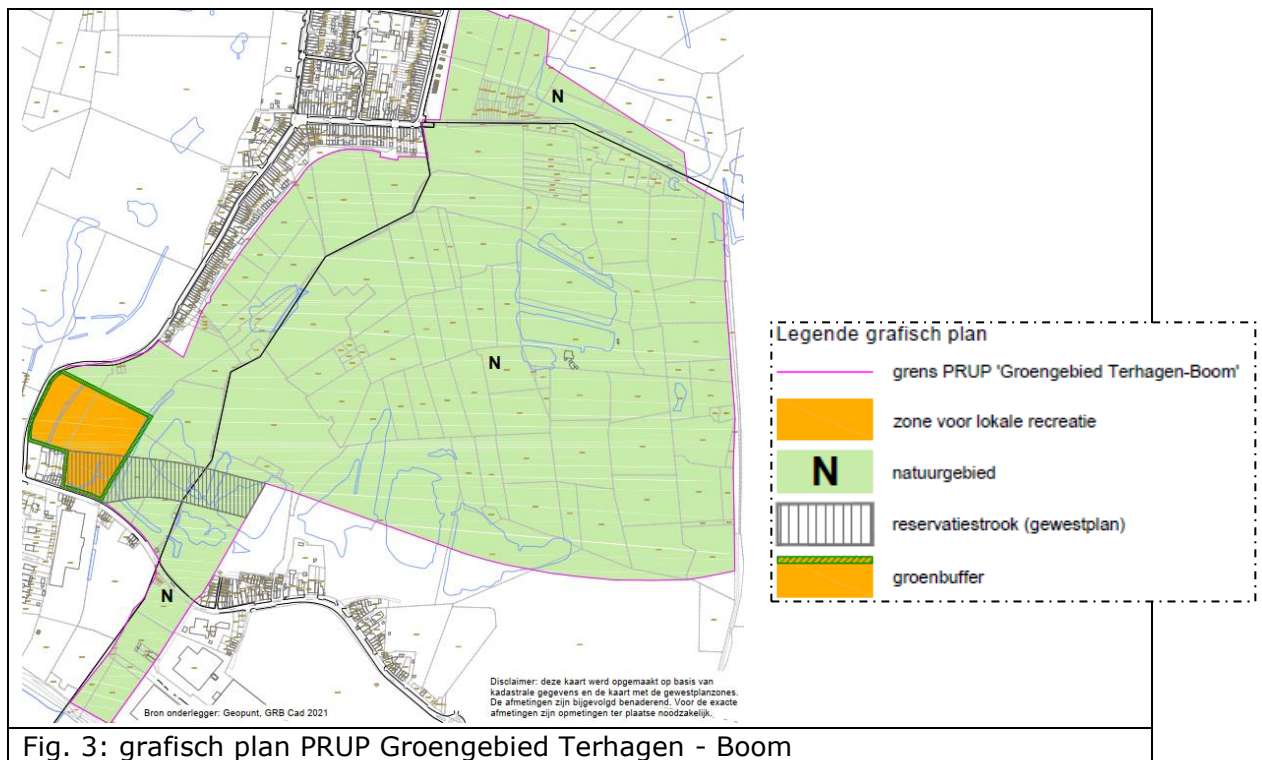 N
N
N
Bron onderlegger: Geopunt, GRB Cad 2021
Disclaimer: deze kaart werd opgemaakt op basis van
kadastrale gegevens en de kaart met de gewestplanzones.
De afmetingen zijn bijgevolgd benaderend. Voor de exacte
afmetingen zijn opmetingen ter plaatse noodzakelijk.
Legende grafisch plan
grens PRUP 'Groengebied Terhagen-Boom'
zone voor lokale recreatie
N natuurgebied
reservatiestrook (gewestplan)
groenbuffer
Fig. 3: grafisch plan PRUP Groengebied Terhagen - Boom